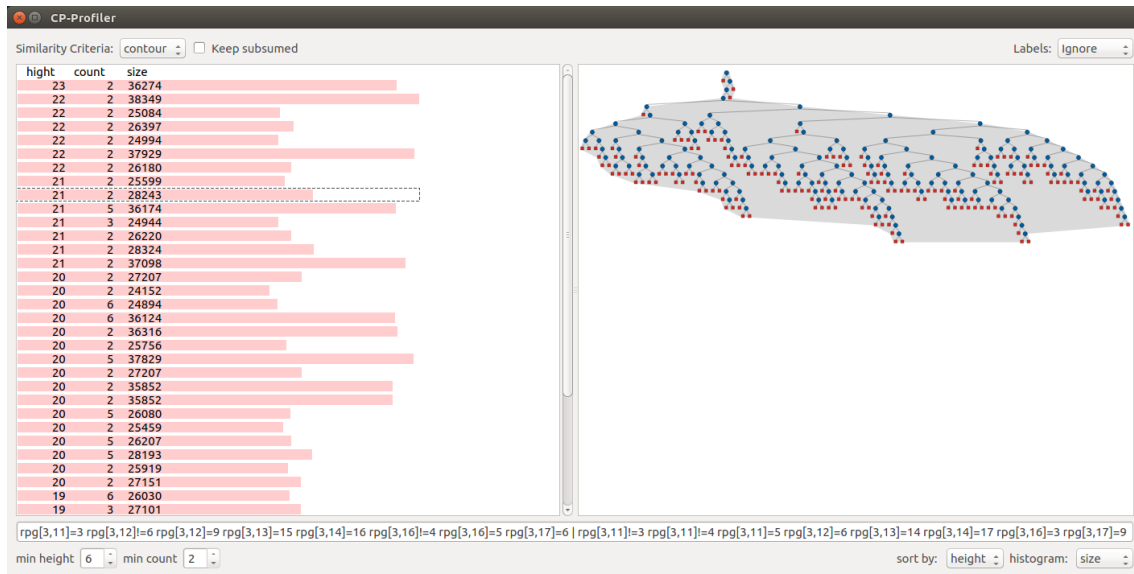 CP-Profiler
Similarity Criteria: contour Keep subsumed Labels: Ignore
hight count size
23 2 36274
22 2 38349
22 2 25084
22 2 26397
22 2 24994
22 2 37929
22 2 26180
21 2 25599
21 2 28243
21 5 36174
21 3 24944
21 2 26220
21 2 28324
21 2 37098
20 2 27207
20 2 24152
20 6 24894
20 6 36124
20 2 36316
20 2 25756
20 5 37829
20 2 27207
20 2 35852
20 2 35852
20 5 26080
20 2 25459
20 5 26207
20 5 28193
20 2 25919
20 2 27151
19 6 26030
19 3 27101
rpg[3,11]=3 rpg[3,12]!=6 rpg[3,12]=9 rpg[3,13]=15 rpg[3,14]=16 rpg[3,16]!=4 rpg[3,16]=5 rpg[3,17]=6 | rpg[3,11]!=3 rpg[3,11]!=4 rpg[3,11]=5 rpg[3,12]=6 rpg[3,13]=14 rpg[3,14]=17 rpg[3,16]=3 rpg[3,17]=9
min height 6 min count 2 sort by: height histogram: size